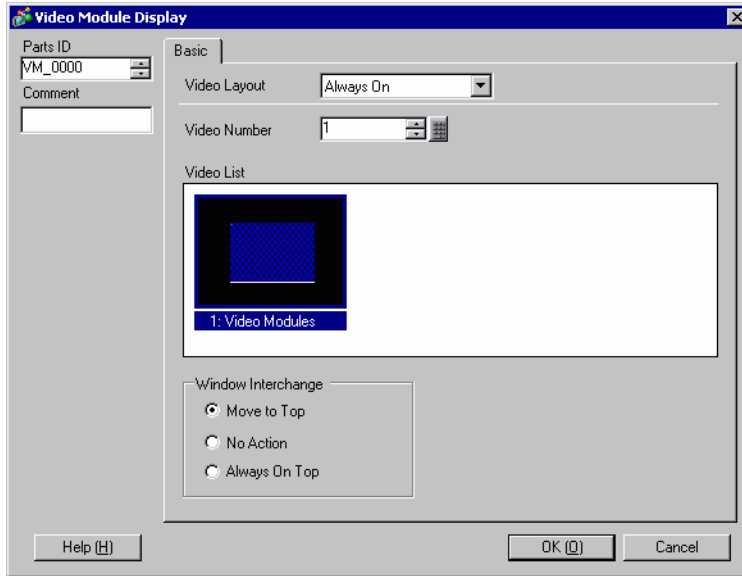 Video Module Display
Parts ID
VM_0000
Comment
Basic
Video Layout
Always On
Video Number
1
Video List
1: Video Modules
Window Interchange
Move to Top
No Action
Always On Top
Help (H)
OK (O)
Cancel